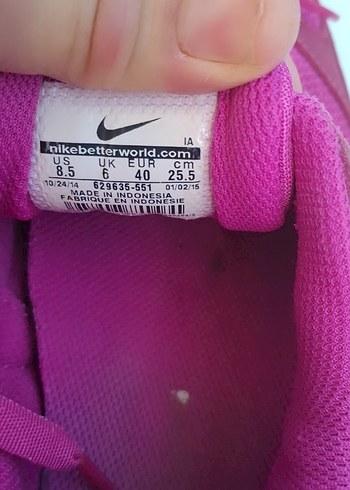 IA
nikebetterworld.com
US UK EUR cm
8.5 6 40 25.5
10/24/14 629636-551 01/02/15
MADE IN INDONESIA
FABRIQUE EN INDONESIE